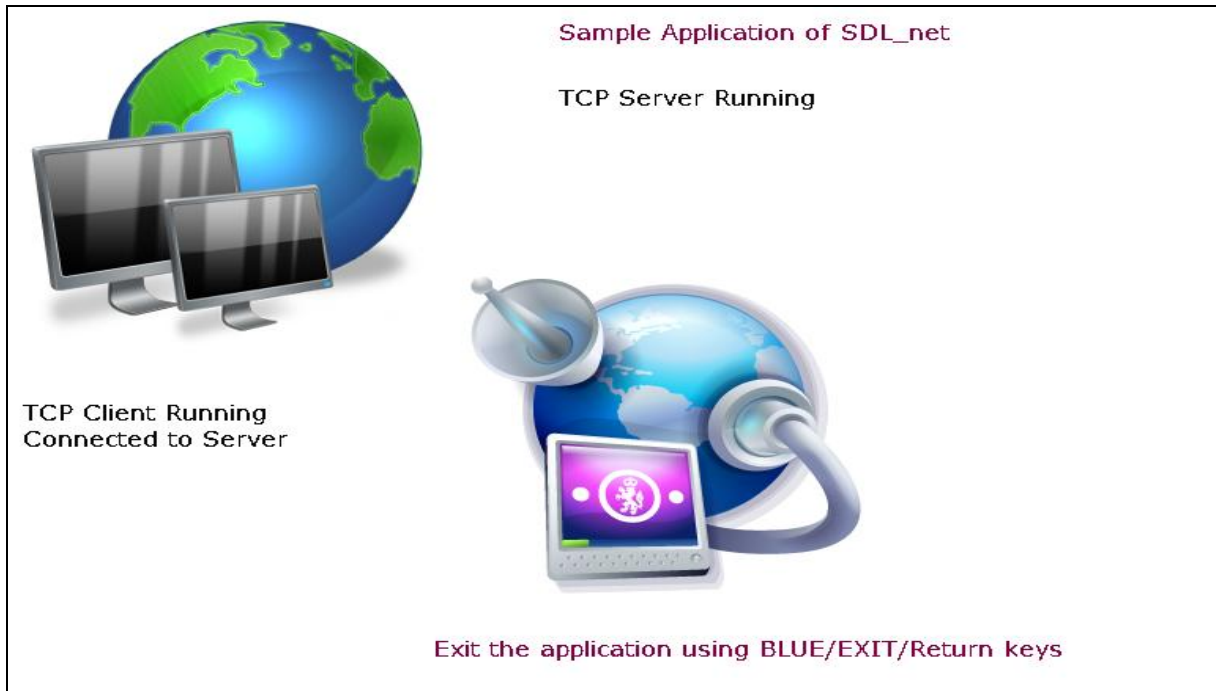 Sample Application of SDL_net
TCP Server Running
TCP Client Running
Connected to Server
Exit the application using BLUE/EXIT/Return keys